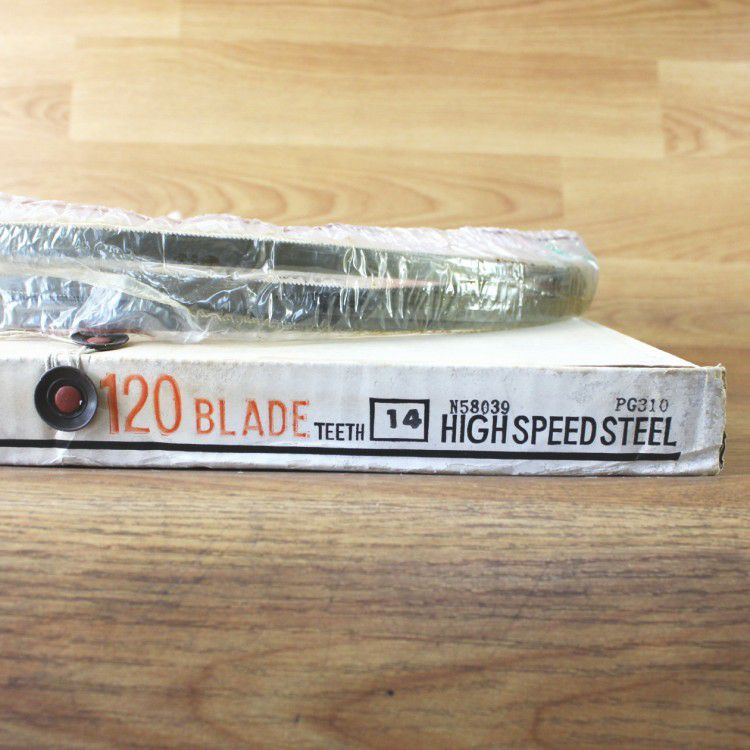 120 BLADE TEETH 14 HIGH SPEED STEEL
N58039 PG310